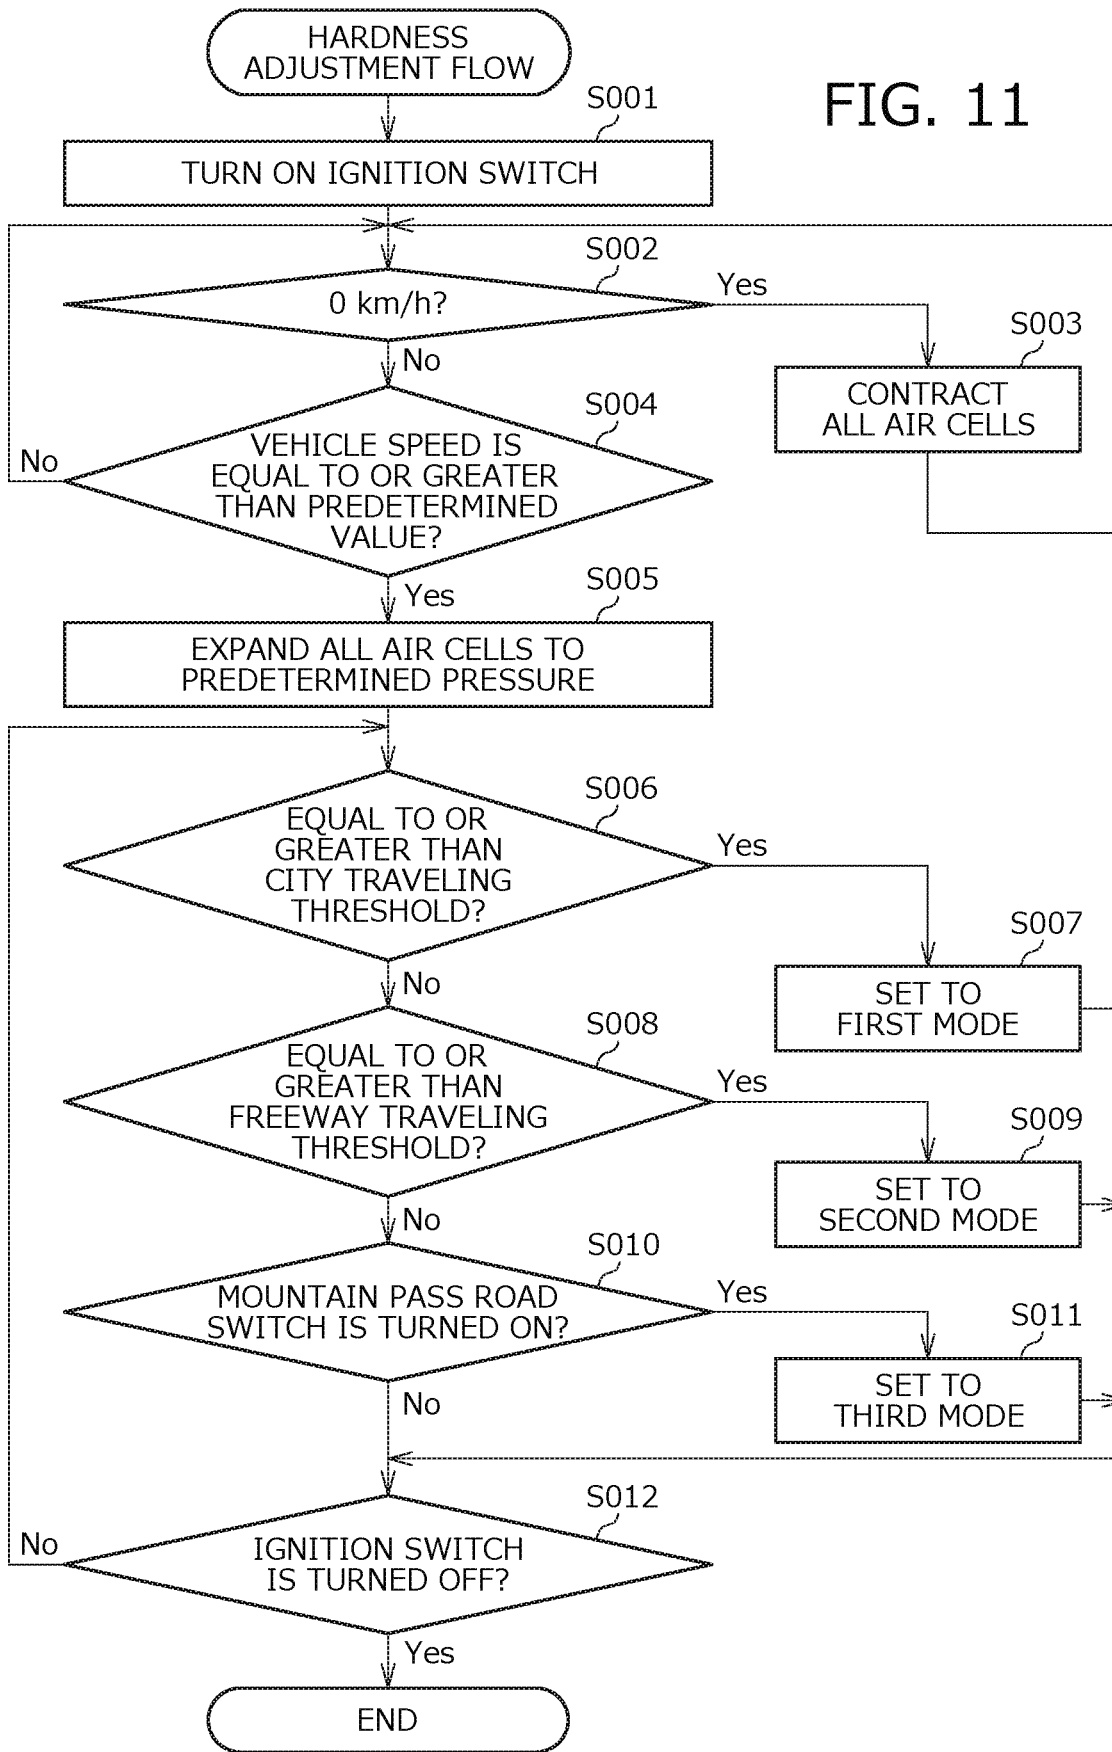 HARDNESS
ADJUSTMENT FLOW
FIG. 11
S001
TURN ON IGNITION SWITCH
S002
0 km/h?
Yes
No
S003
CONTRACT
ALL AIR CELLS
S004
VEHICLE SPEED IS
EQUAL TO OR GREATER
THAN PREDETERMINED
VALUE?
No
Yes
S005
EXPAND ALL AIR CELLS TO
PREDETERMINED PRESSURE
S006
EQUAL TO OR
GREATER THAN
CITY TRAVELING
THRESHOLD?
Yes
No
S007
SET TO
FIRST MODE
S008
EQUAL TO OR
GREATER THAN
FREEWAY TRAVELING
THRESHOLD?
Yes
No
S009
SET TO
SECOND MODE
S010
MOUNTAIN PASS ROAD
SWITCH IS TURNED ON?
Yes
No
S011
SET TO
THIRD MODE
S012
IGNITION SWITCH
IS TURNED OFF?
No
Yes
END